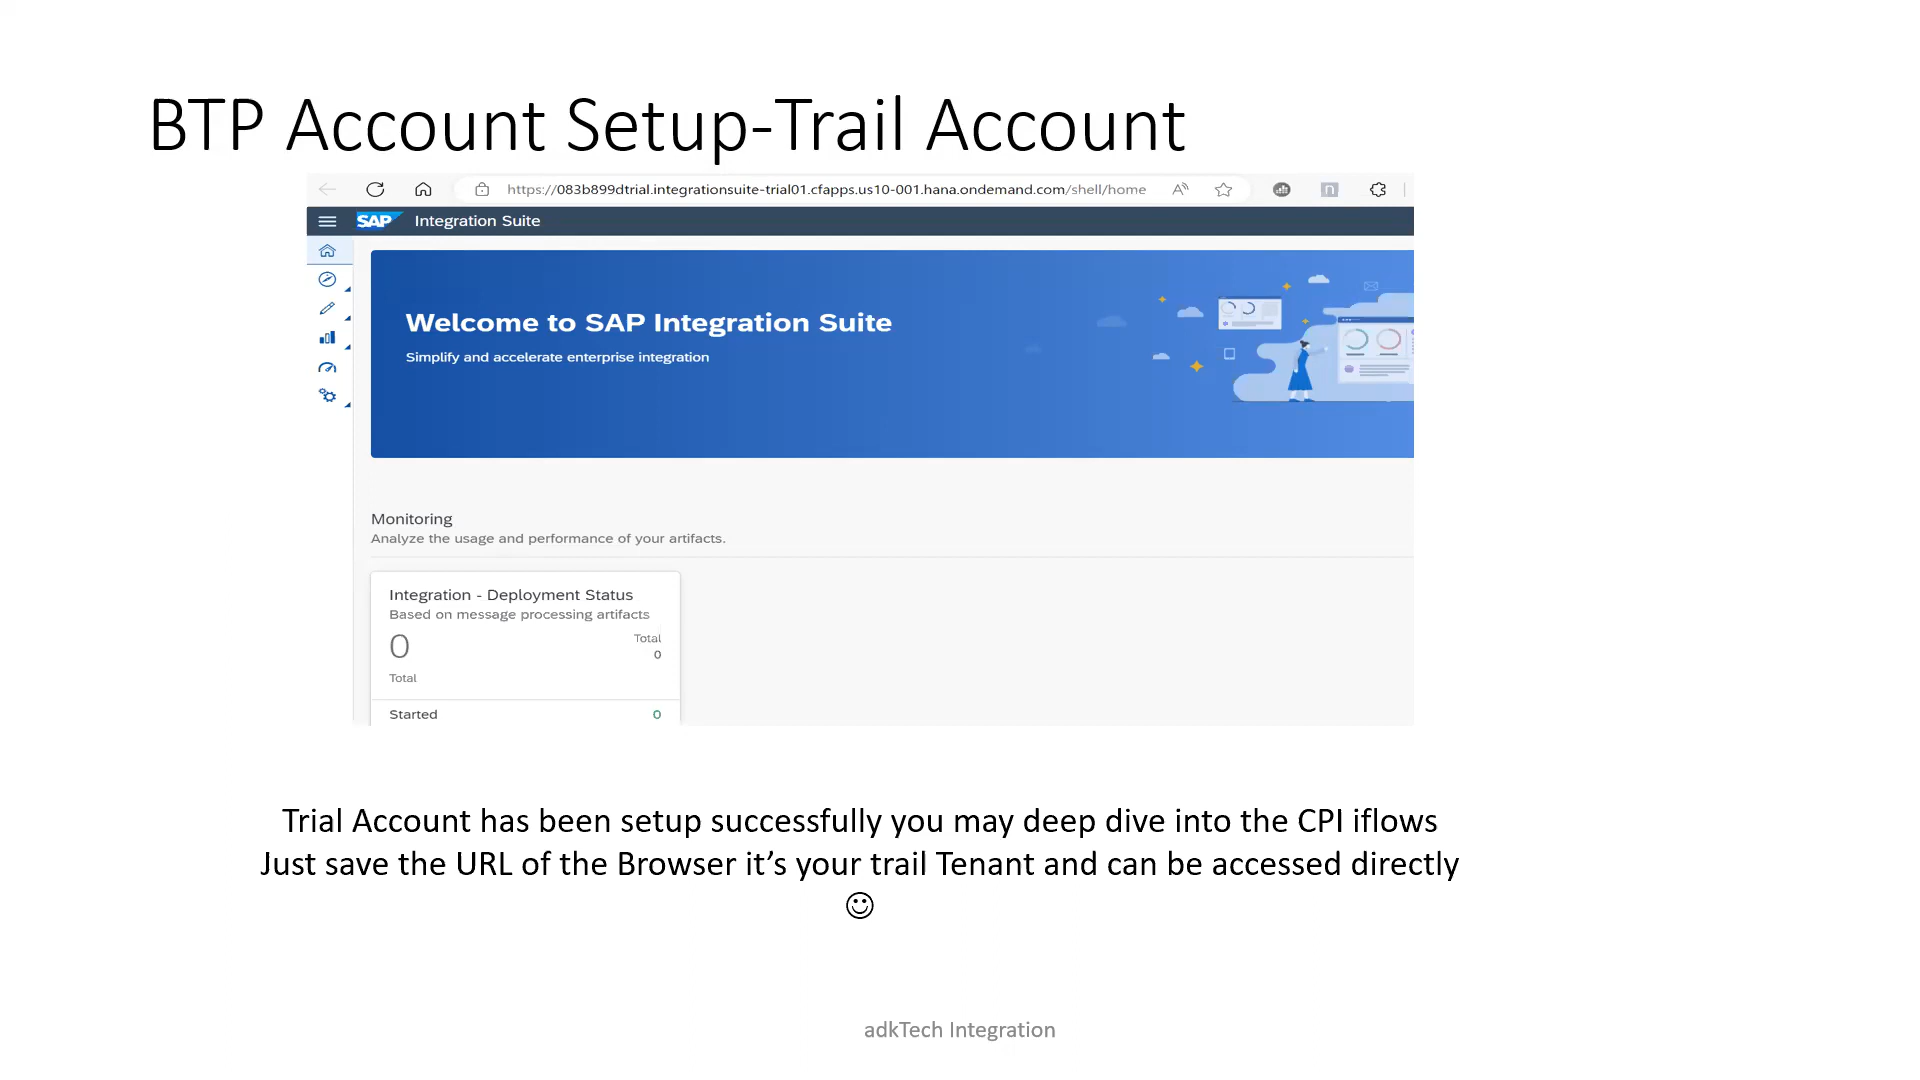 BTP Account Setup-Trail Account
https://083b899dtrial.integrationsuite-trial01.cfapps.us10-001.hana.ondemand.com/shell/home
SAP Integration Suite
Welcome to SAP Integration Suite
Simplify and accelerate enterprise integration
Monitoring
Analyze the usage and performance of your artifacts.
Integration - Deployment Status
Based on message processing artifacts
0 Total
0
Total
Started 0
Trial Account has been setup successfully you may deep dive into the CPI iflows
Just save the URL of the Browser it’s your trail Tenant and can be accessed directly
☺
adkTech Integration